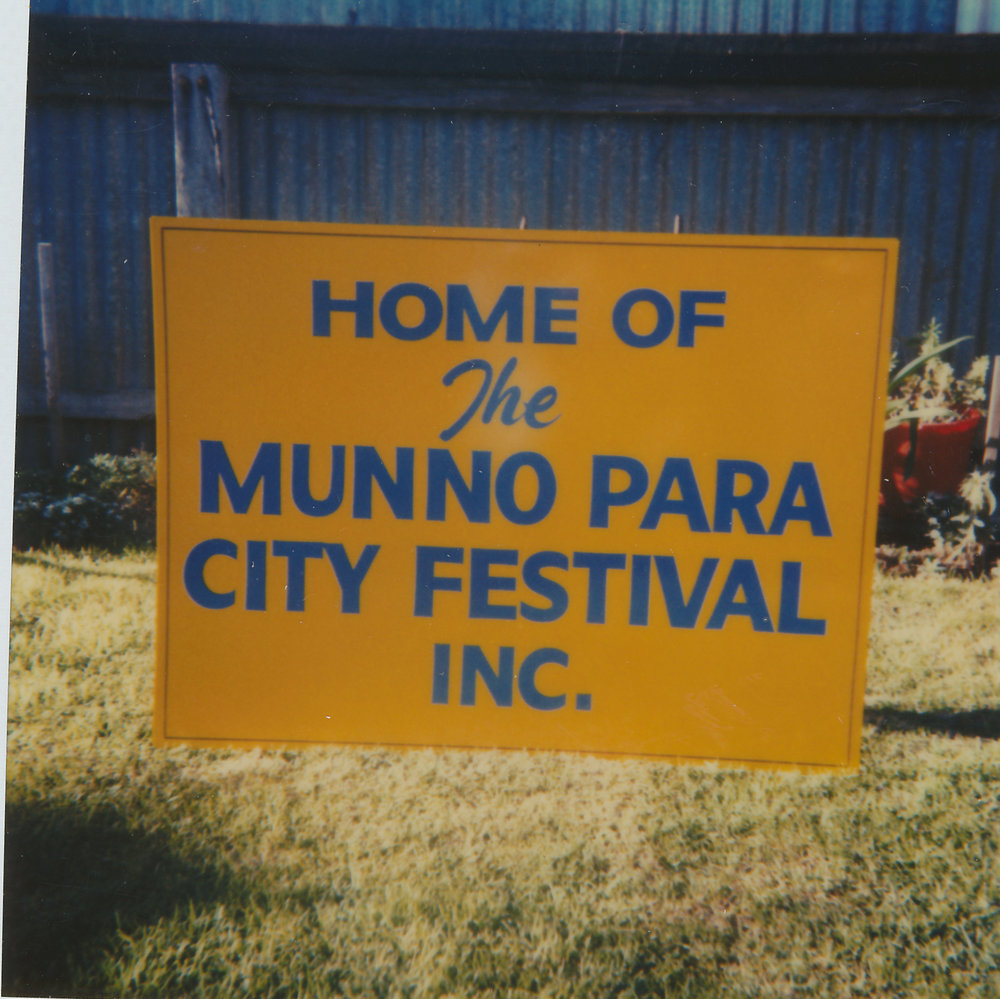 HOME OF
The
MUNNO PARA
CITY FESTIVAL
INC.